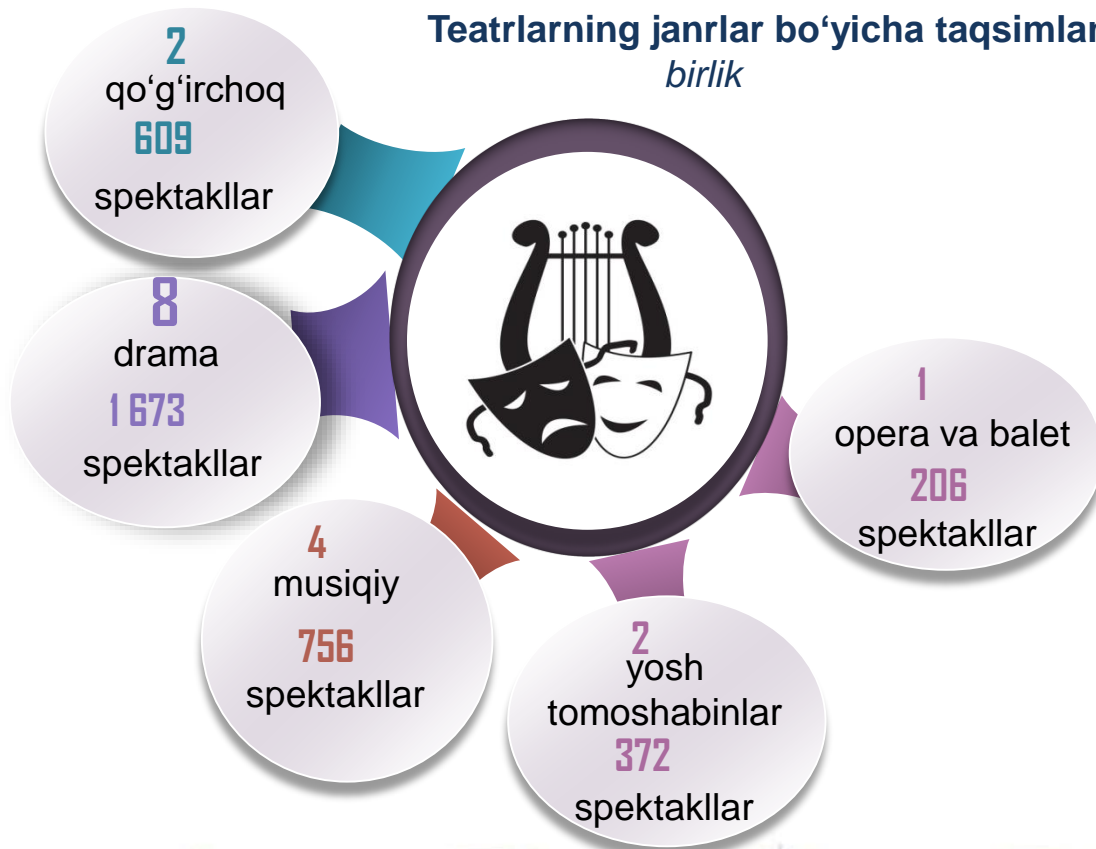 Teatrlarning janrlar bo‘yicha taqsimlan
birlik
2
qo‘g‘irchoq
609
spektakllar
8
drama
1 673
spektakllar
4
musiqiy
756
spektakllar
2
yosh
tomoshabinlar
372
spektakllar
1
opera va balet
206
spektakllar